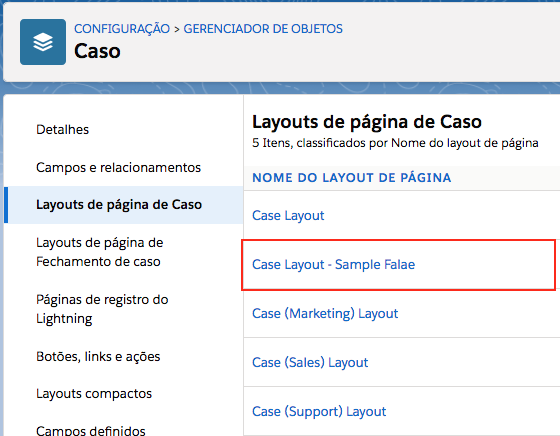 CONFIGURAÇÃO > GERENCIADOR DE OBJETOS
Caso
Detalhes
Campos e relacionamentos
Layouts de página de Caso
Layouts de página de
Fechamento de caso
Páginas de registro do
Lightning
Botões, links e ações
Layouts compactos
Campos definidos
Layouts de página de Caso
5 Itens, classificados por Nome do layout de página
NOME DO LAYOUT DE PÁGINA
Case Layout
Case Layout - Sample Falae
Case (Marketing) Layout
Case (Sales) Layout
Case (Support) Layout